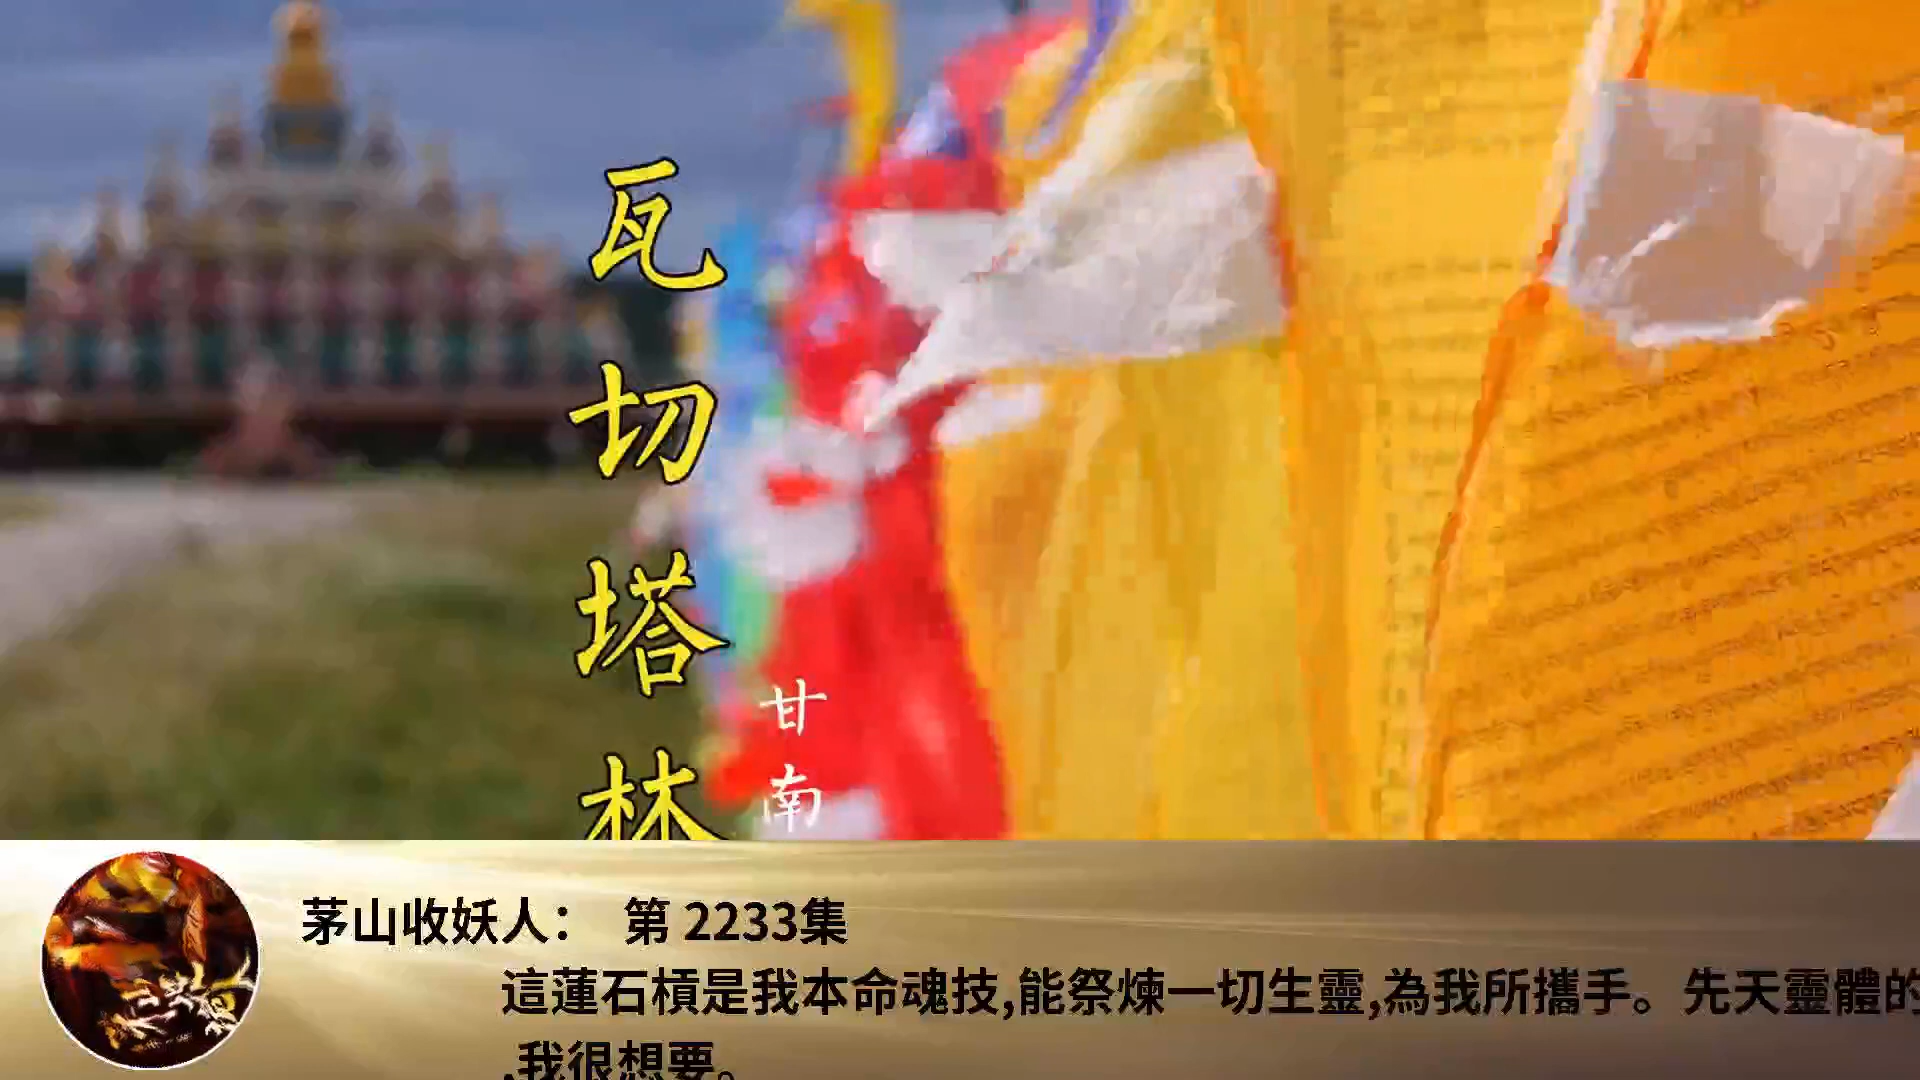 瓦切塔林
甘南
茅山收妖人： 第 2233集
這蓮石槓是我本命魂技,能祭煉一切生靈,為我所攜手。先天靈體的
,我很想要。